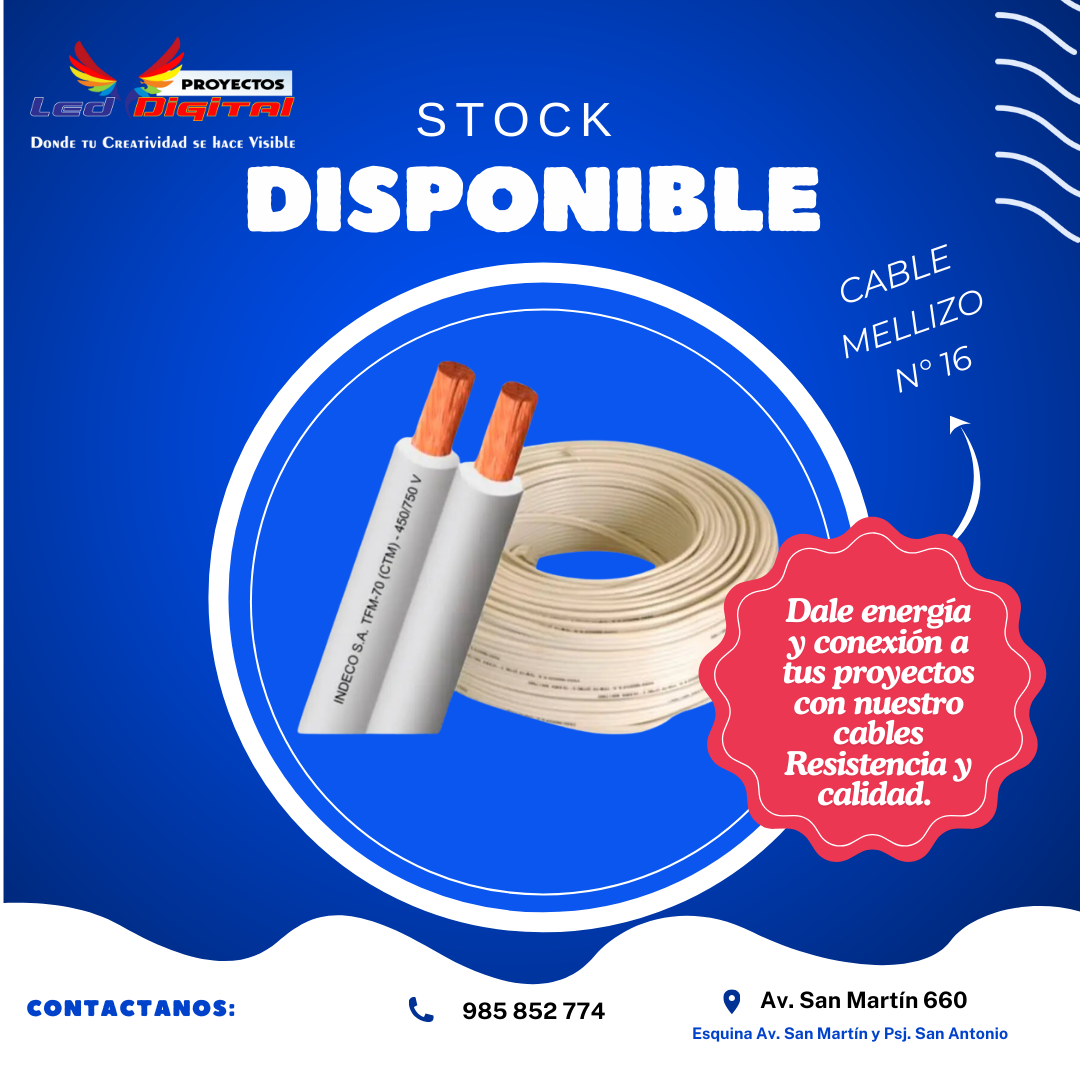 PROYECTOS
Led Digital
Donde tu Creatividad se hace Visible
STOCK
DISPONIBLE
CABLE
MELLIZO
N° 16
INDECO S.A. TFM-70 (CTM) - 450/750 V
Dale energía
y conexión a
tus proyectos
con nuestro
cables
Resistencia y
calidad.
CONTACTANOS:
985 852 774
Av. San Martín 660
Esquina Av. San Martín y Psj. San Antonio